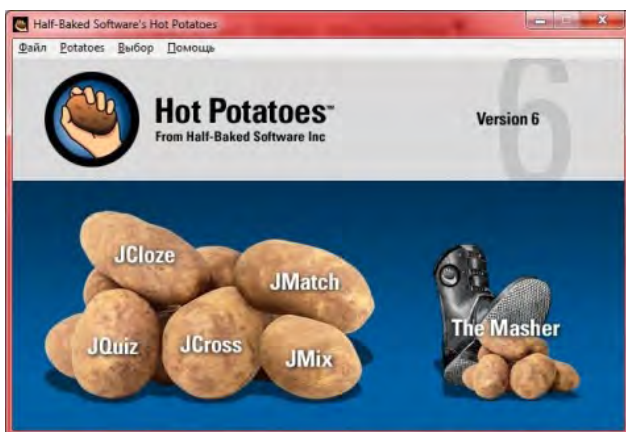 Half-Baked Software's Hot Potatoes
Файл Potatoes Выбор Помощь
Hot Potatoes™
From Half-Baked Software Inc
Version 6
6
JCloze
JMatch
The Masher
JQuiz
JCross
JMix